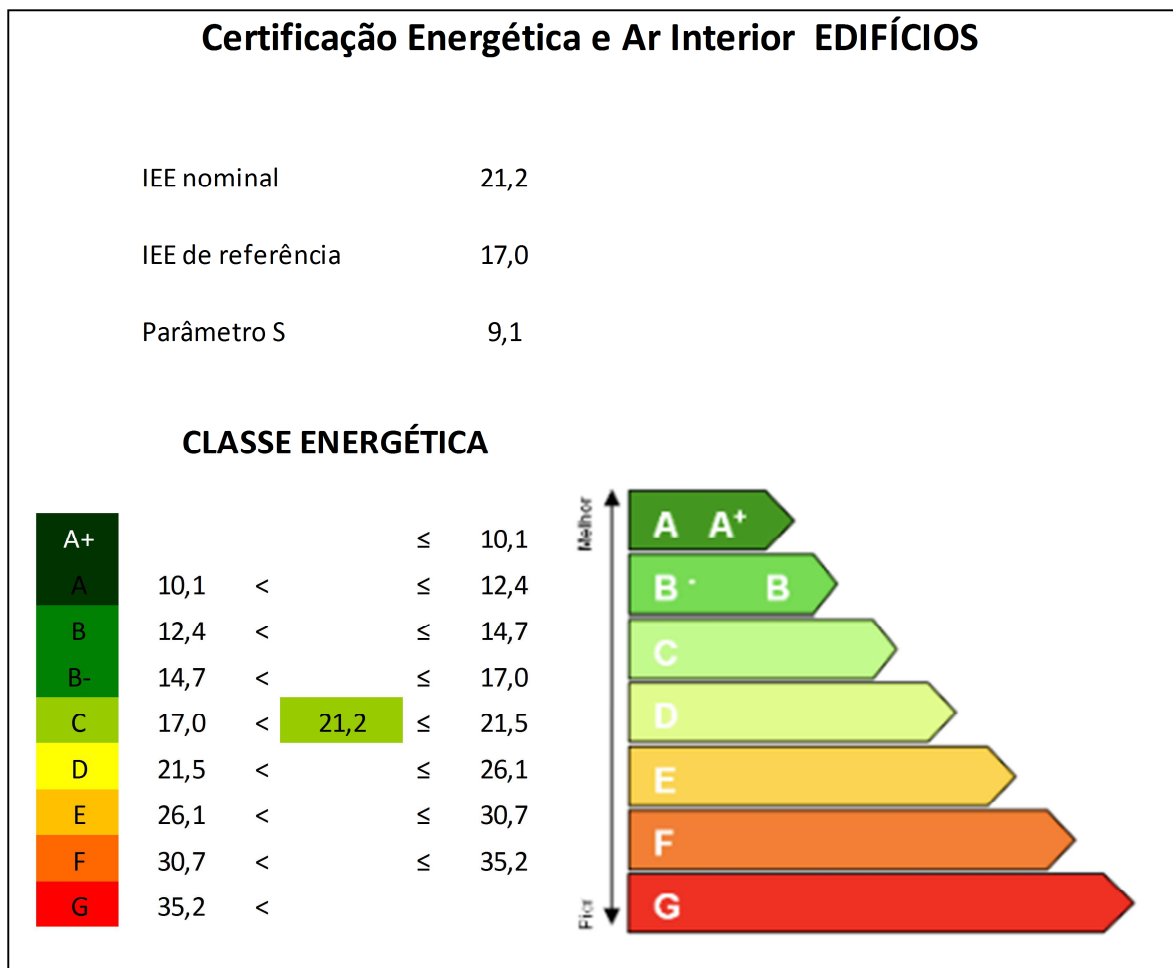 Certificação Energética e Ar Interior EDIFÍCIOS
IEE nominal 21,2
IEE de referência 17,0
Parâmetro S 9,1
CLASSE ENERGÉTICA
A+ ≤ 10,1
A 10,1 < ≤ 12,4
B 12,4 < ≤ 14,7
B- 14,7 < ≤ 17,0
C 17,0 < 21,2 ≤ 21,5
D 21,5 < ≤ 26,1
E 26,1 < ≤ 30,7
F 30,7 < ≤ 35,2
G 35,2 <
Melhor
A A+
B - B
C
D
E
F
G
Pior